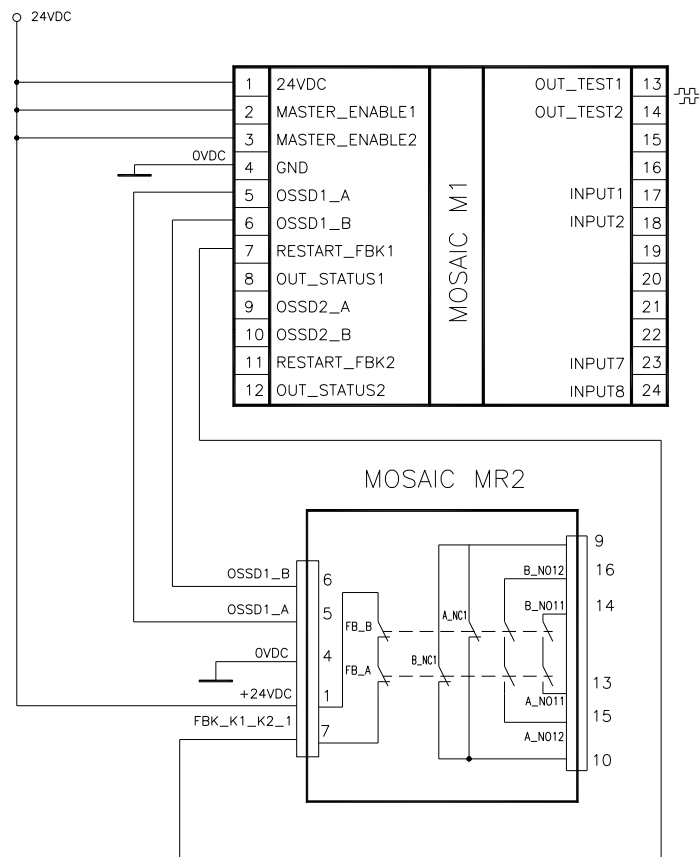 24VDC
1 24VDC OUT_TEST1 13
2 MASTER_ENABLE1 OUT_TEST2 14
3 MASTER_ENABLE2 15
0VDC 4 GND 16
5 OSSD1_A INPUT1 17
6 OSSD1_B INPUT2 18
7 RESTART_FBK1 19
8 OUT_STATUS1 20
9 OSSD2_A 21
10 OSSD2_B 22
11 RESTART_FBK2 INPUT7 23
12 OUT_STATUS2 INPUT8 24
MOSAIC M1
MOSAIC MR2
9
OSSD1_B 6 B_NO12 16
OSSD1_A 5 A_NC1 B_NO11 14
FB_B
0VDC 4 FB_A B_NC1
+24VDC 1 A_NO11 13
FBK_K1_K2_1 7 A_NO12 15
10